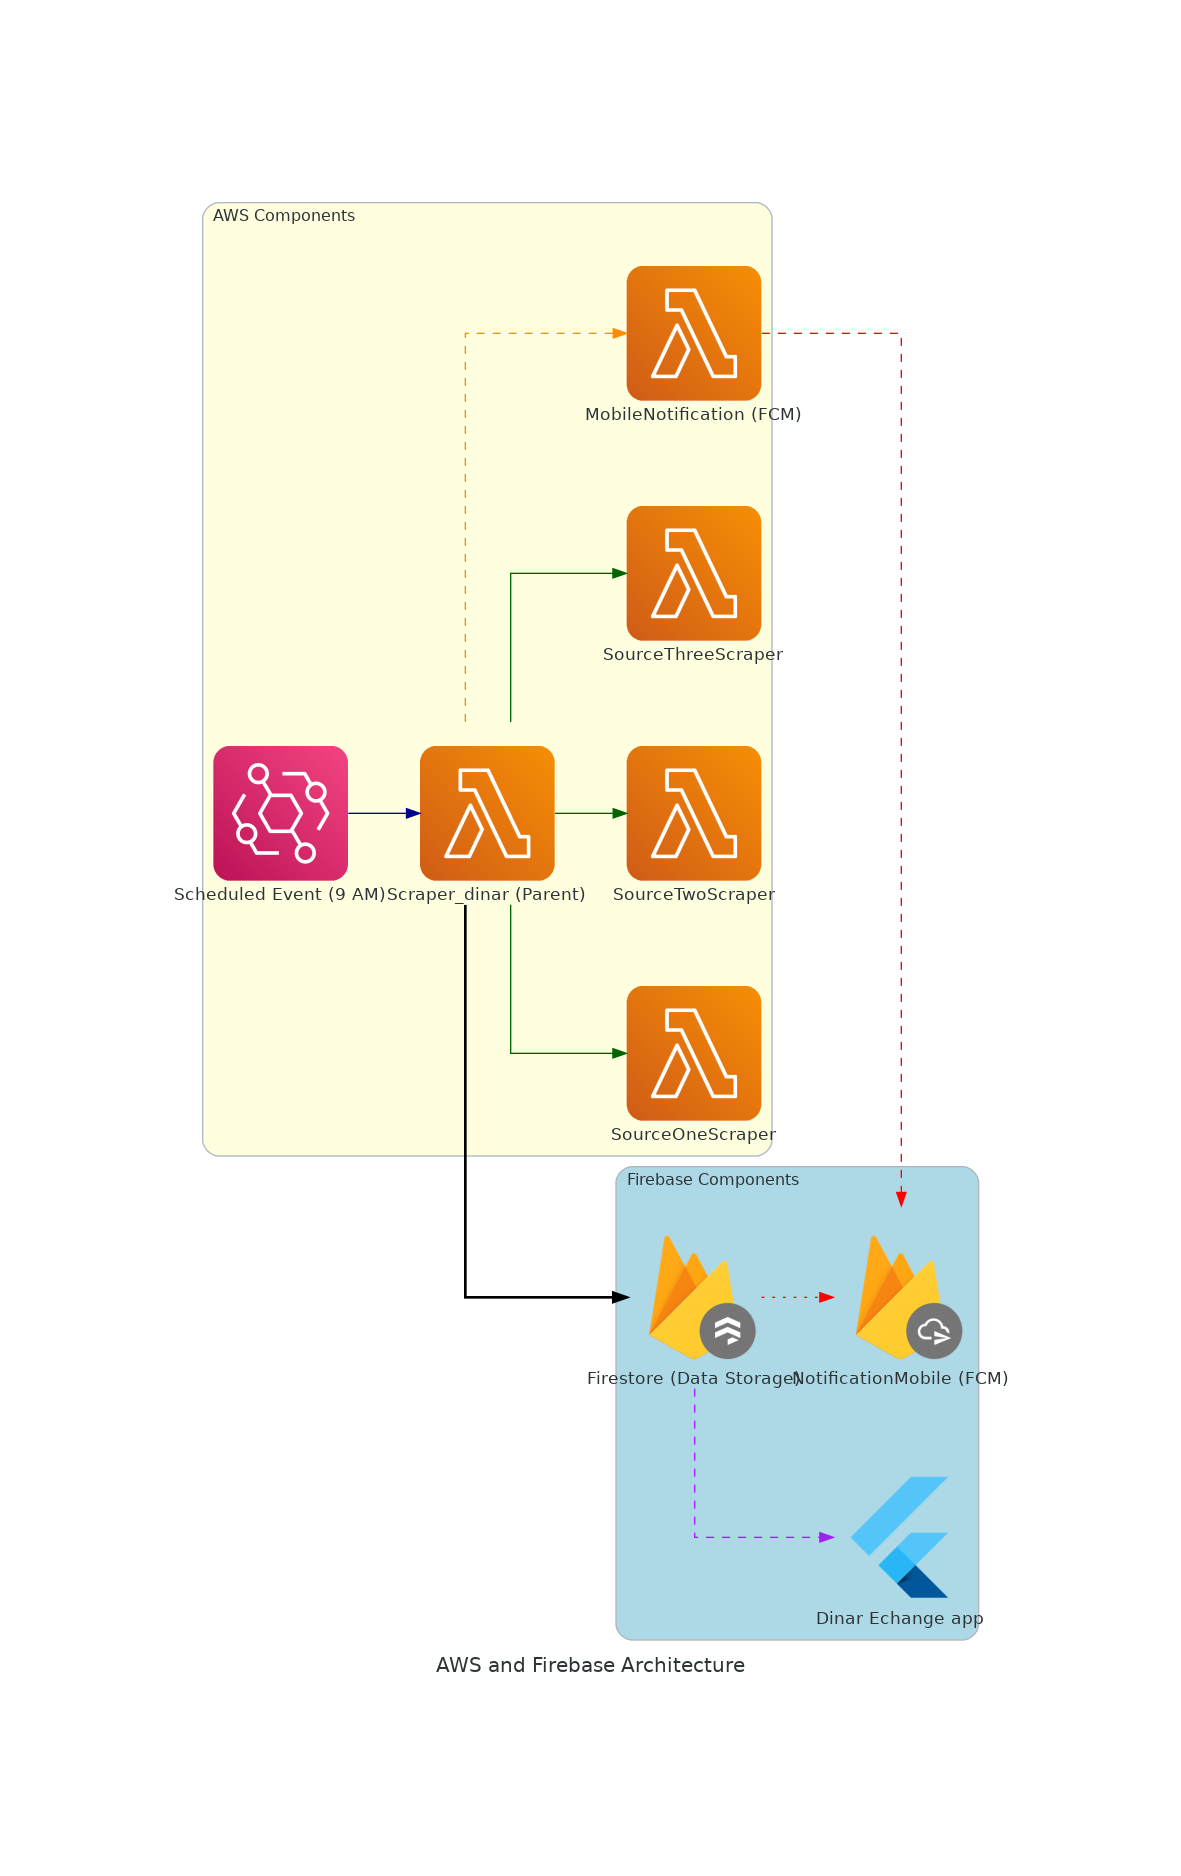 AWS Components
MobileNotification (FCM)
SourceThreeScraper
Scheduled Event (9 AM)
Scraper_dinar (Parent)
SourceTwoScraper
SourceOneScraper
Firebase Components
Firestore (Data Storage)
NotificationMobile (FCM)
Dinar Echange app
AWS and Firebase Architecture